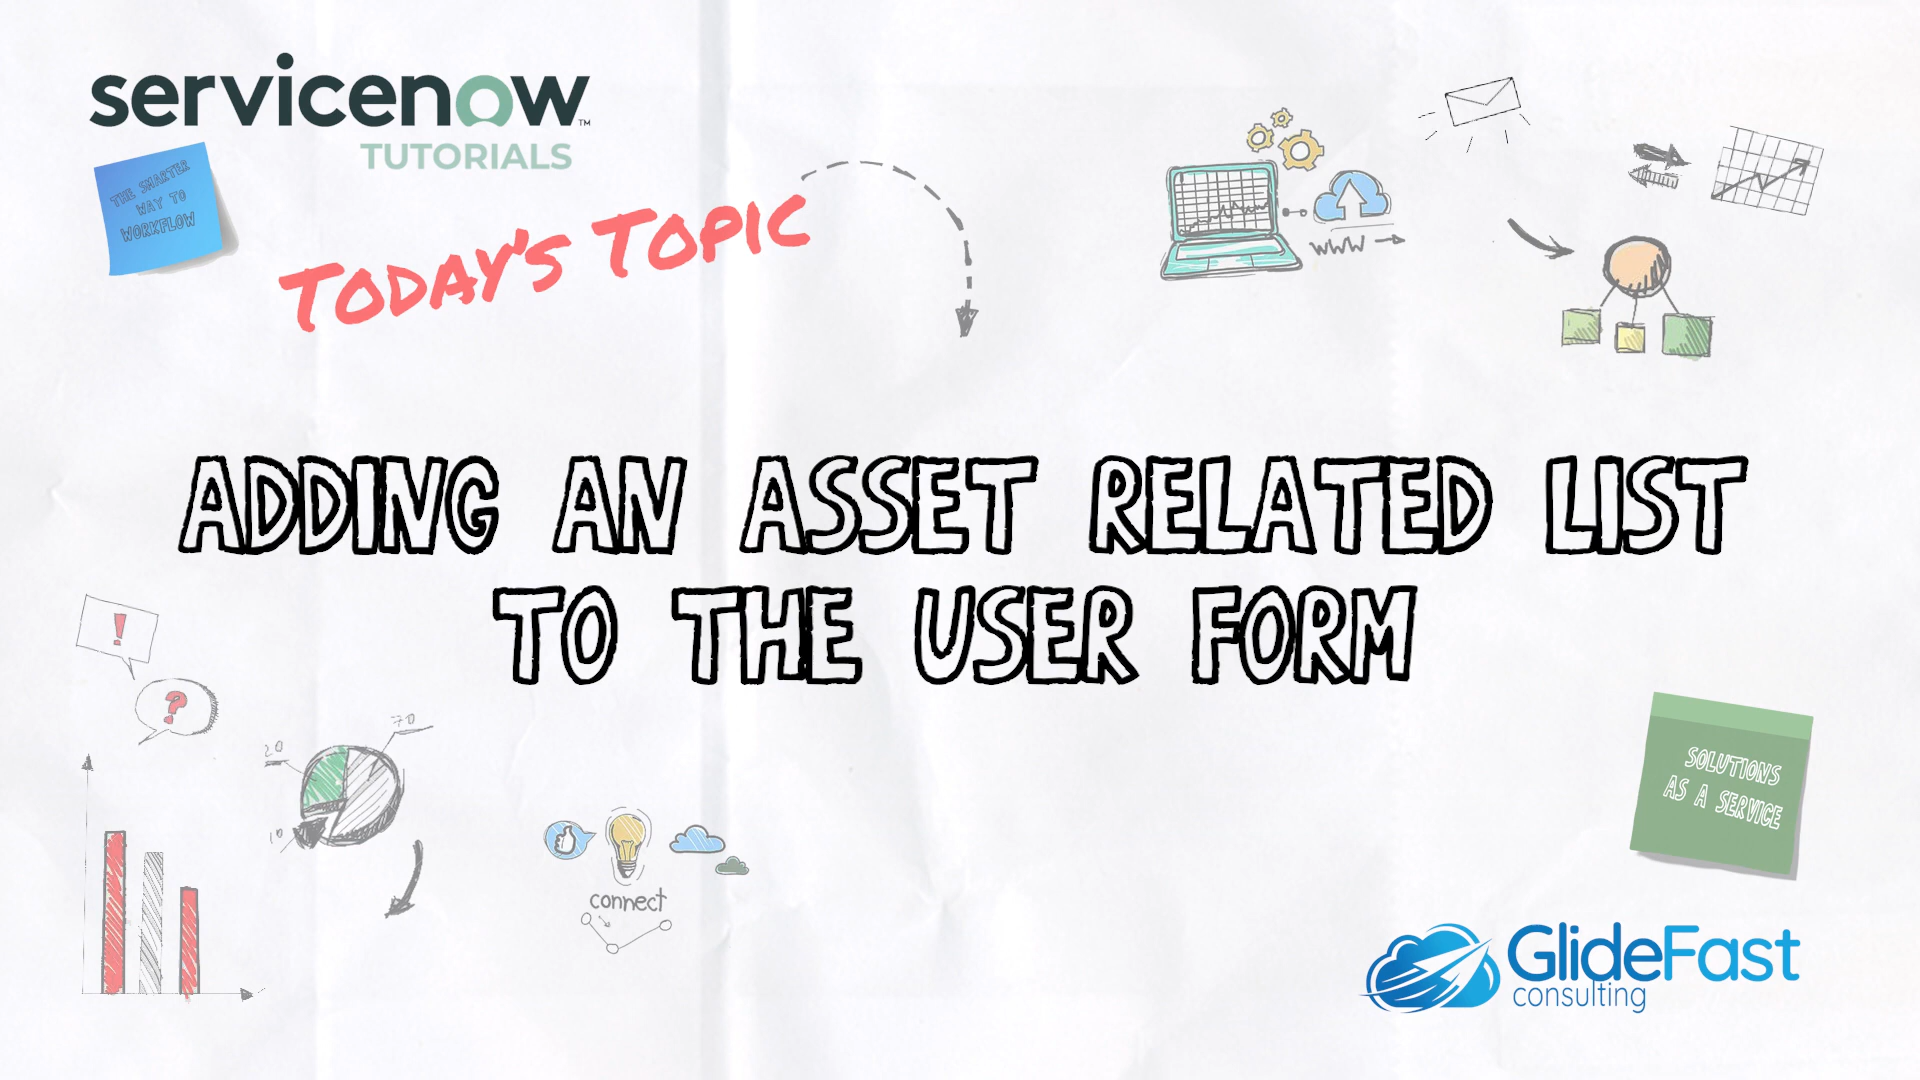 servicenow™
TUTORIALS
THE SMARTER
WAY TO
WORKFLOW
TODAY'S TOPIC
www
ADDING AN ASSET RELATED LIST
TO THE USER FORM
!
?
70
20
10
connect
SOLUTIONS
AS A SERVICE
GlideFast
consulting